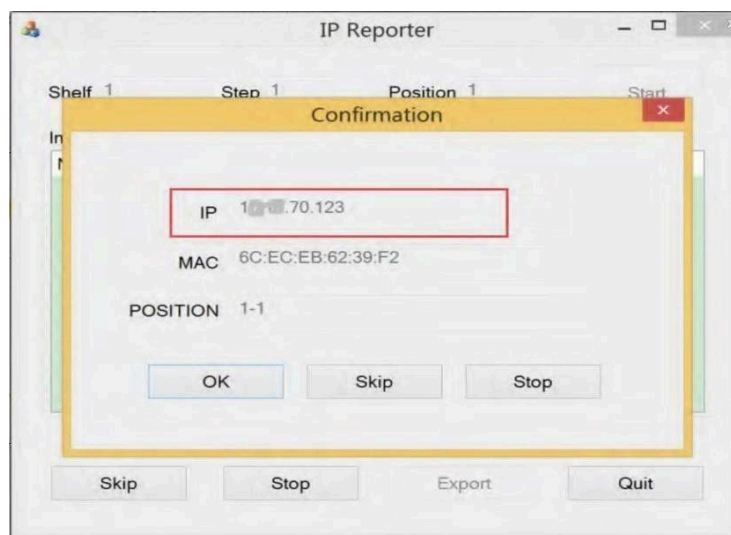 IP Reporter
Shelf 1 Step 1 Position 1 Start
Confirmation
IP .70.123
MAC 6C:EC:EB:62:39:F2
POSITION 1-1
OK Skip Stop
Skip Stop Export Quit